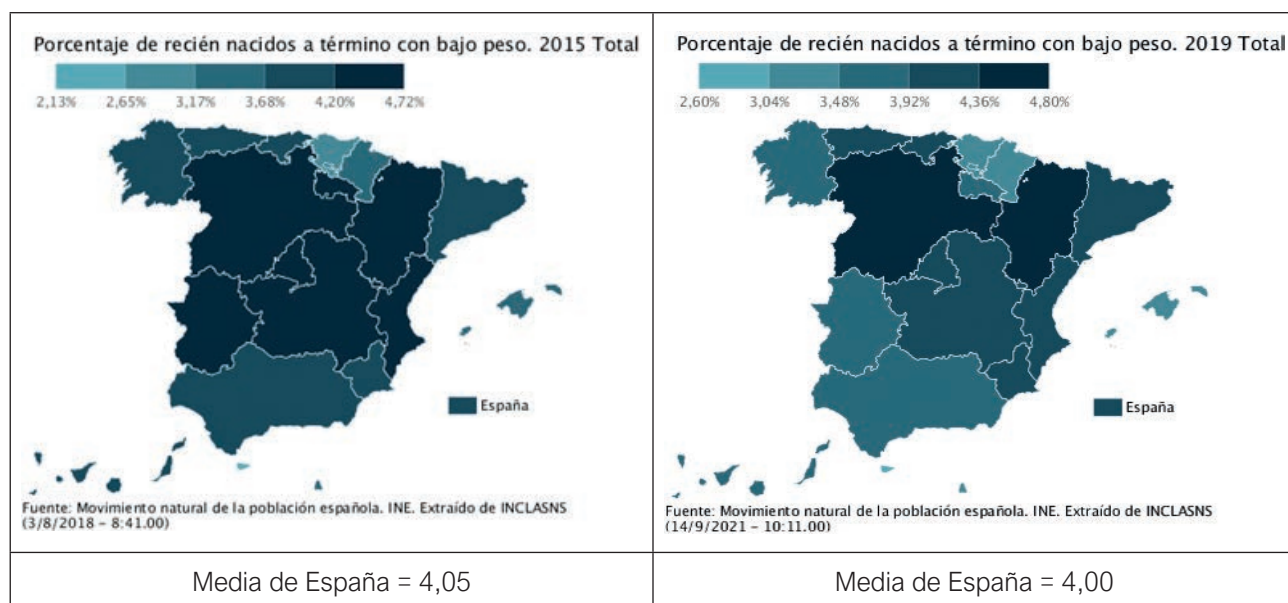 Porcentaje de recién nacidos a término con bajo peso. 2015 Total
2,13% 2,65% 3,17% 3,68% 4,20% 4,72%
España
Fuente: Movimiento natural de la población española. INE. Extraído de INCLASNS
(3/8/2018 - 8:41.00)
Media de España = 4,05
Porcentaje de recién nacidos a término con bajo peso. 2019 Total
2,60% 3,04% 3,48% 3,92% 4,36% 4,80%
España
Fuente: Movimiento natural de la población española. INE. Extraído de INCLASNS
(14/9/2021 - 10:11.00)
Media de España = 4,00